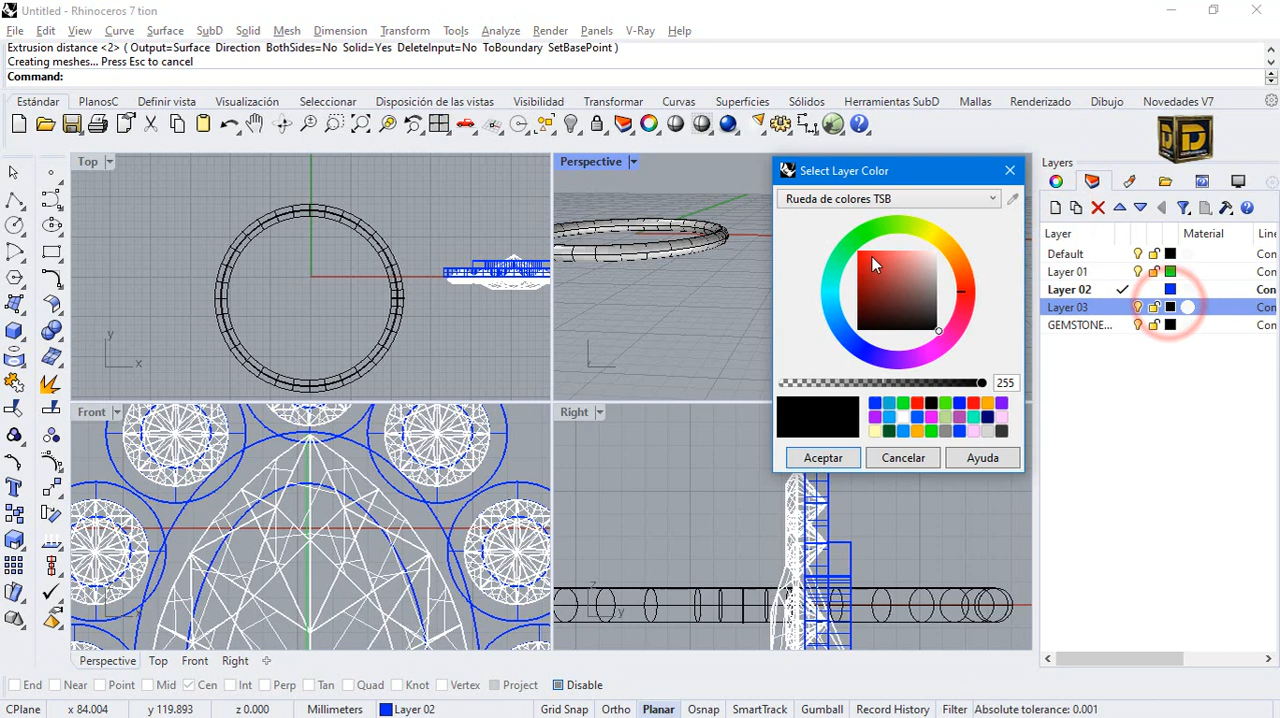 Untitled - Rhinoceros 7 tion
File Edit View Curve Surface SubD Solid Mesh Dimension Transform Tools Analyze Render Panels V-Ray Help
Extrusion distance <2> ( Output=Surface Direction BothSides=No Solid=Yes DeleteInput=No ToBoundary SetBasePoint )
Creating meshes... Press Esc to cancel
Command:
Estándar PlanosC Definir vista Visualización Seleccionar Disposición de las vistas Visibilidad Transformar Curvas Superficies Sólidos Herramientas SubD Mallas Renderizado Dibujo Novedades V7
Top
Perspective
Select Layer Color
Layers
Rueda de colores TSB
Layer Material Line
Default Con
Layer 01 Con
Layer 02 Con
Layer 03 Con
GEMSTONE... Con
y
x
255
Front
Right
Aceptar Cancelar Ayuda
z
y
Perspective Top Front Right
End Near Point Mid Cen Int Perp Tan Quad Knot Vertex Project Disable
CPlane x 84.004 y 119.893 z 0.000 Millimeters Layer 02 Grid Snap Ortho Planar Osnap SmartTrack Gumball Record History Filter Absolute tolerance: 0.001